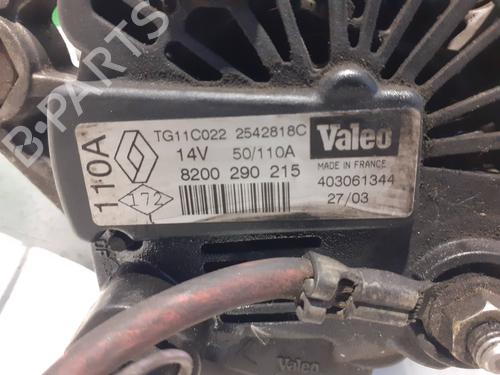 110A
172
TG11C022 2542818C
14V 50/110A
8200 290 215
Valeo
MADE IN FRANCE
403061344
27/03
B-PARTS
Valeo